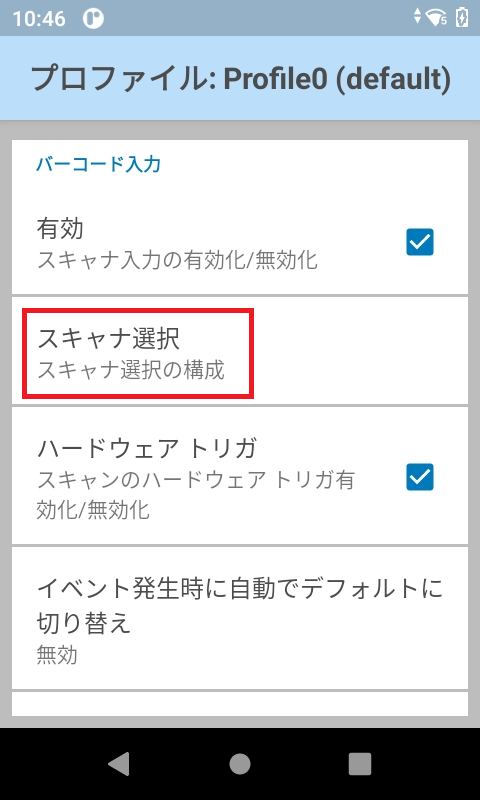 10:46
プロファイル: Profile0 (default)
バーコード入力
有効
スキャナ入力の有効化/無効化
スキャナ選択
スキャナ選択の構成
ハードウェア トリガ
スキャンのハードウェア トリガ有
効化/無効化
イベント発生時に自動でデフォルトに
切り替え
無効